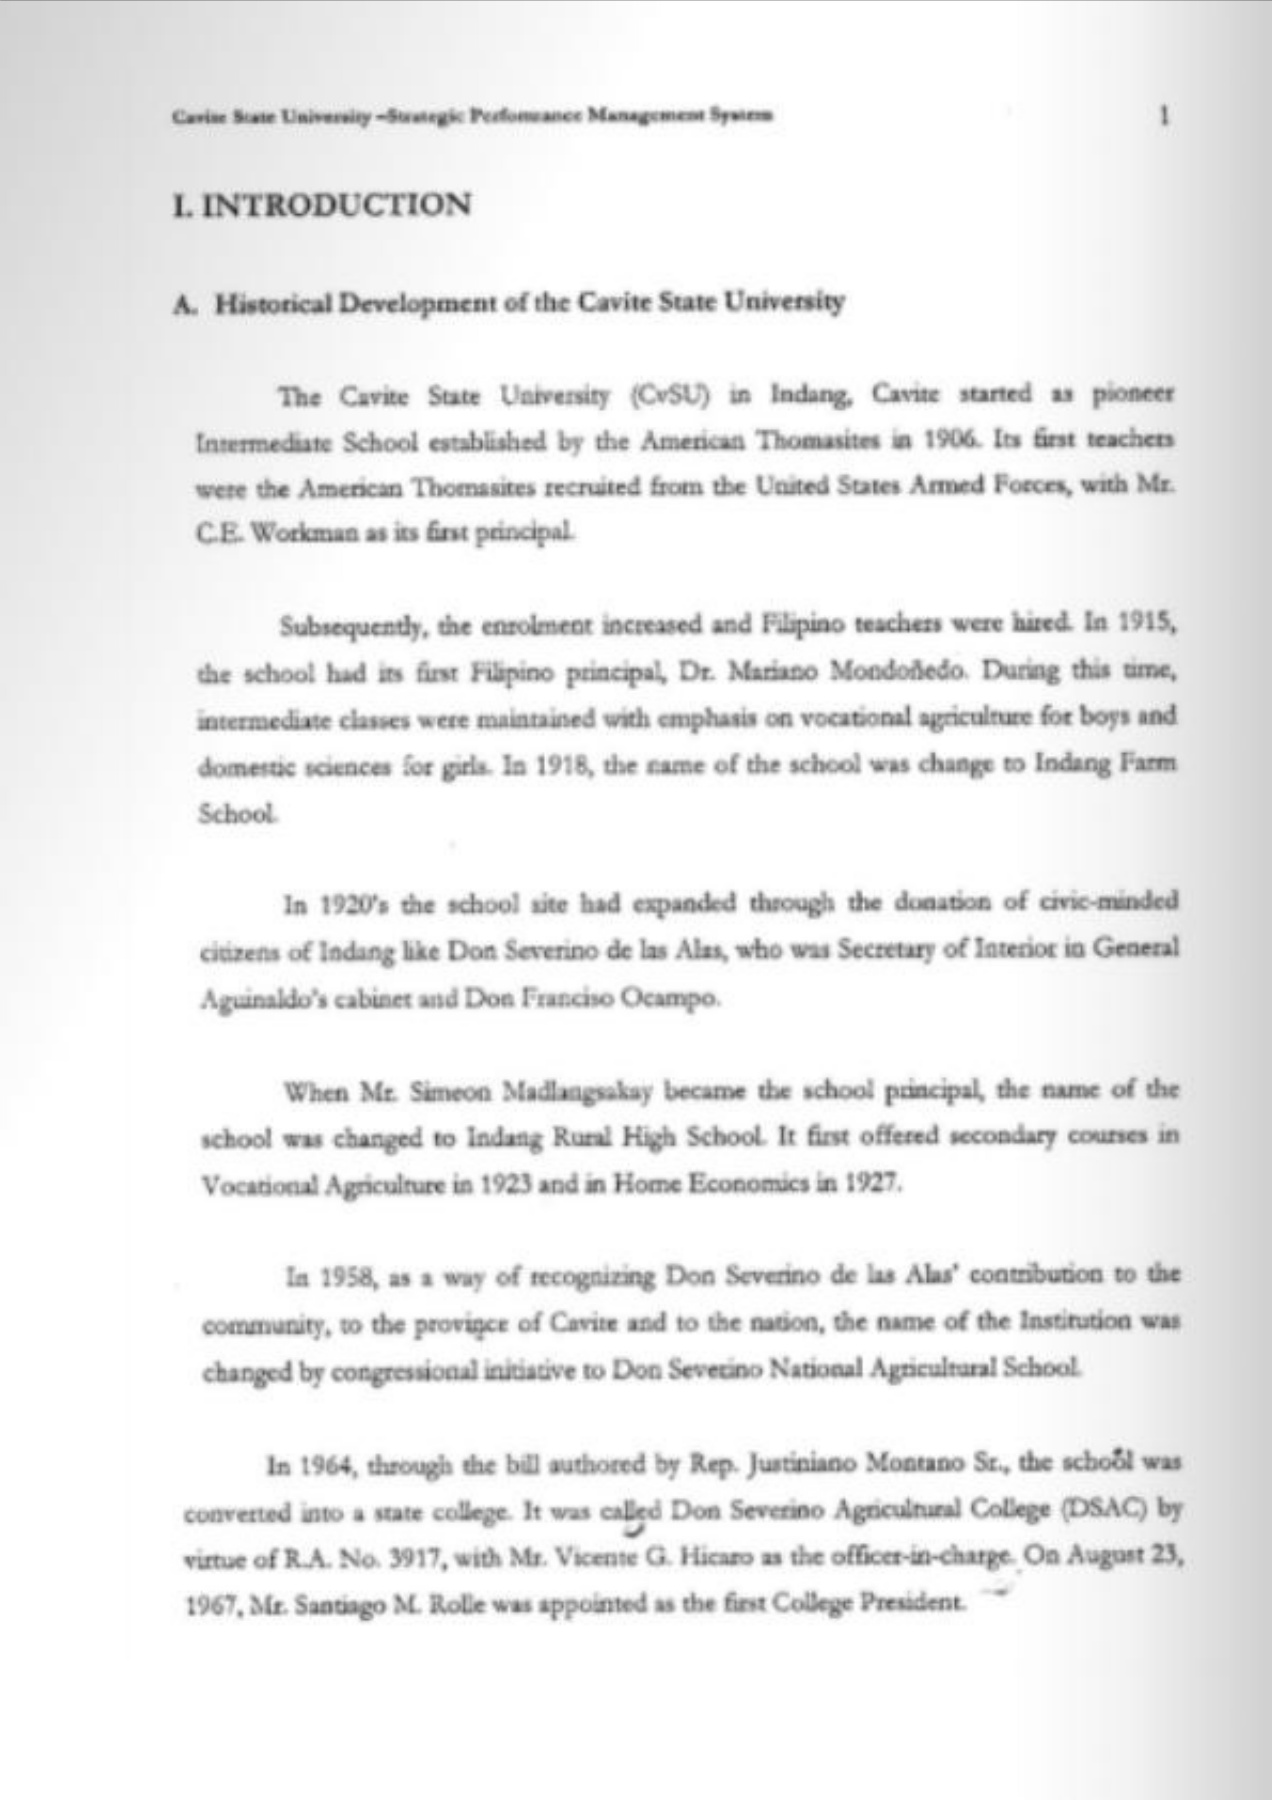 Cavite State University –Strategic Performance Management System 1
I. INTRODUCTION
A. Historical Development of the Cavite State University
The Cavite State University (CvSU) in Indang, Cavite started as pioneer
Intermediate School established by the American Thomasites in 1906. Its first teachers
were the American Thomasites recruited from the United States Armed Forces, with Mr.
C.E. Workman as its first principal.
Subsequently, the enrolment increased and Filipino teachers were hired. In 1915,
the school had its first Filipino principal, Dr. Mariano Mondoñedo. During this time,
intermediate classes were maintained with emphasis on vocational agriculture for boys and
domestic sciences for girls. In 1918, the name of the school was change to Indang Farm
School.
In 1920's the school site had expanded through the donation of civic-minded
citizens of Indang like Don Severino de las Alas, who was Secretary of Interior in General
Aguinaldo's cabinet and Don Franciso Ocampo.
When Mr. Simeon Madlangsakay became the school principal, the name of the
school was changed to Indang Rural High School. It first offered secondary courses in
Vocational Agriculture in 1923 and in Home Economics in 1927.
In 1958, as a way of recognizing Don Severino de las Alas' contribution to the
community, to the province of Cavite and to the nation, the name of the Institution was
changed by congressional initiative to Don Severino National Agricultural School.
In 1964, through the bill authored by Rep. Justiniano Montano Sr., the school was
converted into a state college. It was called Don Severino Agricultural College (DSAC) by
virtue of R.A. No. 3917, with Mr. Vicente G. Hicaro as the officer-in-charge. On August 23,
1967, Mr. Santiago M. Rolle was appointed as the first College President.